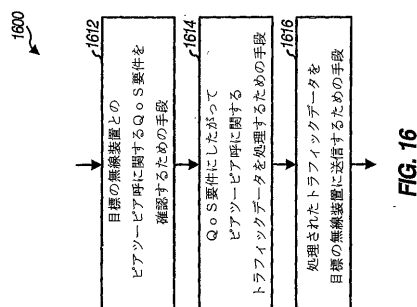 1600
1612
目標の無線装置との
ピアツーピア呼に関するQoS要件を
確認するための手段
1614
QoS要件にしたがって
ピアツーピア呼に関する
トラフィックデータを処理するための手段
1616
処理されたトラフィックデータを
目標の無線装置に送信するための手段
FIG. 16